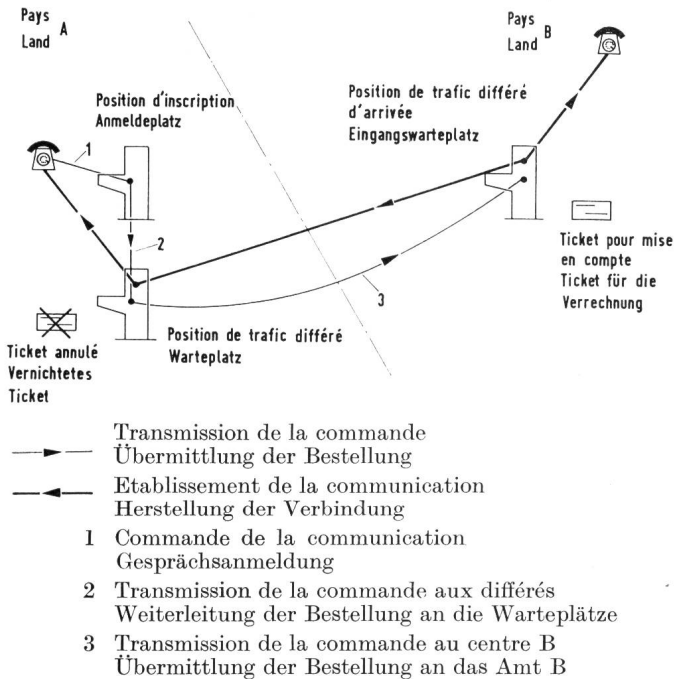 Pays
Land A
Pays
Land B
Position d'inscription
Anmeldeplatz
Position de trafic différé
d'arrivée
Eingangswarteplatz
1
2
3
Ticket pour mise
en compte
Ticket für die
Verrechnung
Position de trafic différé
Warteplatz
Ticket annulé
Vernichtetes
Ticket
Transmission de la commande
Übermittlung der Bestellung
Etablissement de la communication
Herstellung der Verbindung
1 Commande de la communication
Gesprächsanmeldung
2 Transmission de la commande aux différés
Weiterleitung der Bestellung an die Warteplätze
3 Transmission de la commande au centre B
Übermittlung der Bestellung an das Amt B